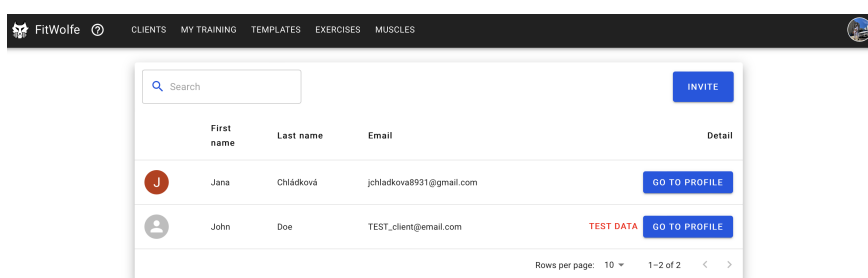 FitWolfe CLIENTS MY TRAINING TEMPLATES EXERCISES MUSCLES
Search INVITE
First name Last name Email Detail
J Jana Chládková jchladkova8931@gmail.com GO TO PROFILE
John Doe TEST_client@email.com TEST DATA GO TO PROFILE
Rows per page: 10 1–2 of 2